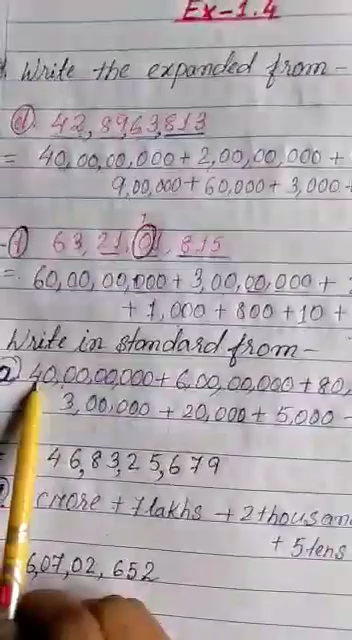 Ex-1.4
Write the expanded from-
(e). 42,8963,813
= 40,00,00,000+ 2,00,00,000 +
9,00,000+60,000+ 3,000+
(f) 63,21,01,815
= 60,00,00,000+ 3,00,00,000 +
+ 1,000 + 800 +10 +
Write in standard from-
(a) 40,00,00,000+ 6,00,00,000 +80,
3,00,000 + 20,000+ 5,000 -
46,83,25,679
crore + 7 lakhs + 2 thousan
+ 5 tens
6,07,02,652